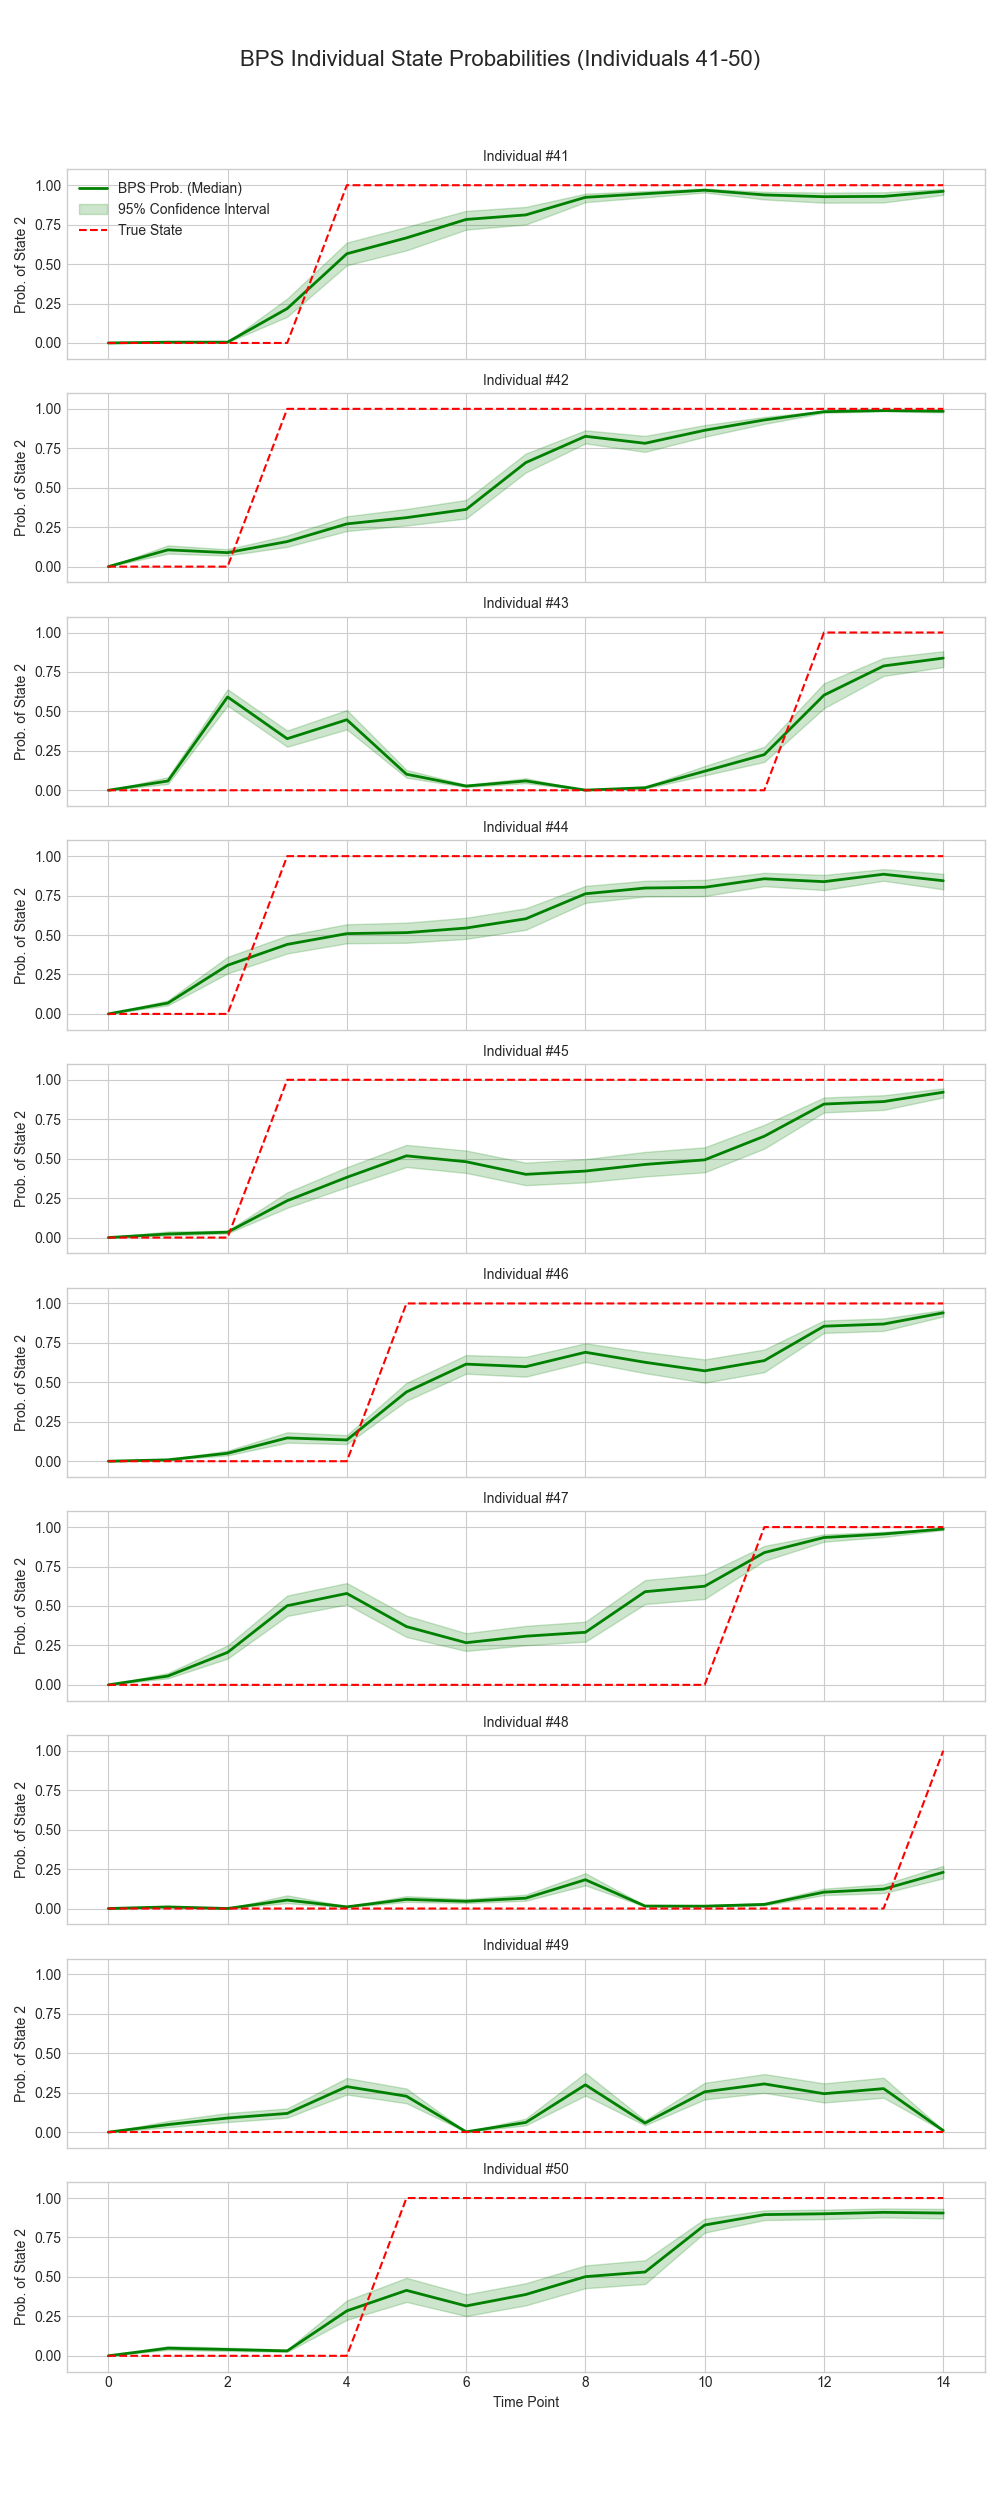 BPS Individual State Probabilities (Individuals 41-50)
Individual #41
BPS Prob. (Median)
95% Confidence Interval
True State
Prob. of State 2
1.00
0.75
0.50
0.25
0.00
Individual #42
Prob. of State 2
1.00
0.75
0.50
0.25
0.00
Individual #43
Prob. of State 2
1.00
0.75
0.50
0.25
0.00
Individual #44
Prob. of State 2
1.00
0.75
0.50
0.25
0.00
Individual #45
Prob. of State 2
1.00
0.75
0.50
0.25
0.00
Individual #46
Prob. of State 2
1.00
0.75
0.50
0.25
0.00
Individual #47
Prob. of State 2
1.00
0.75
0.50
0.25
0.00
Individual #48
Prob. of State 2
1.00
0.75
0.50
0.25
0.00
Individual #49
Prob. of State 2
1.00
0.75
0.50
0.25
0.00
Individual #50
Prob. of State 2
1.00
0.75
0.50
0.25
0.00
0 2 4 6 8 10 12 14
Time Point